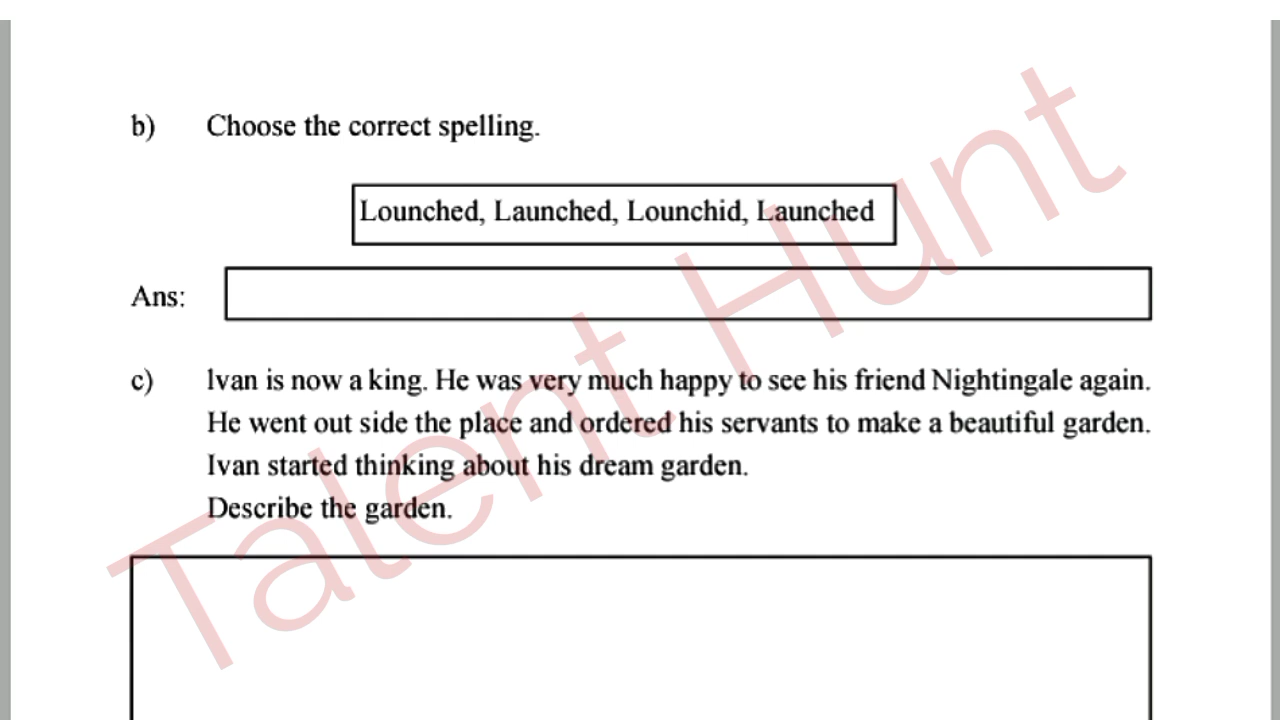 b) Choose the correct spelling.
Lounched, Launched, Lounchid, Launched
Ans:
c) Ivan is now a king. He was very much happy to see his friend Nightingale again.
He went out side the place and ordered his servants to make a beautiful garden.
Ivan started thinking about his dream garden.
Describe the garden.
Talent Hunt